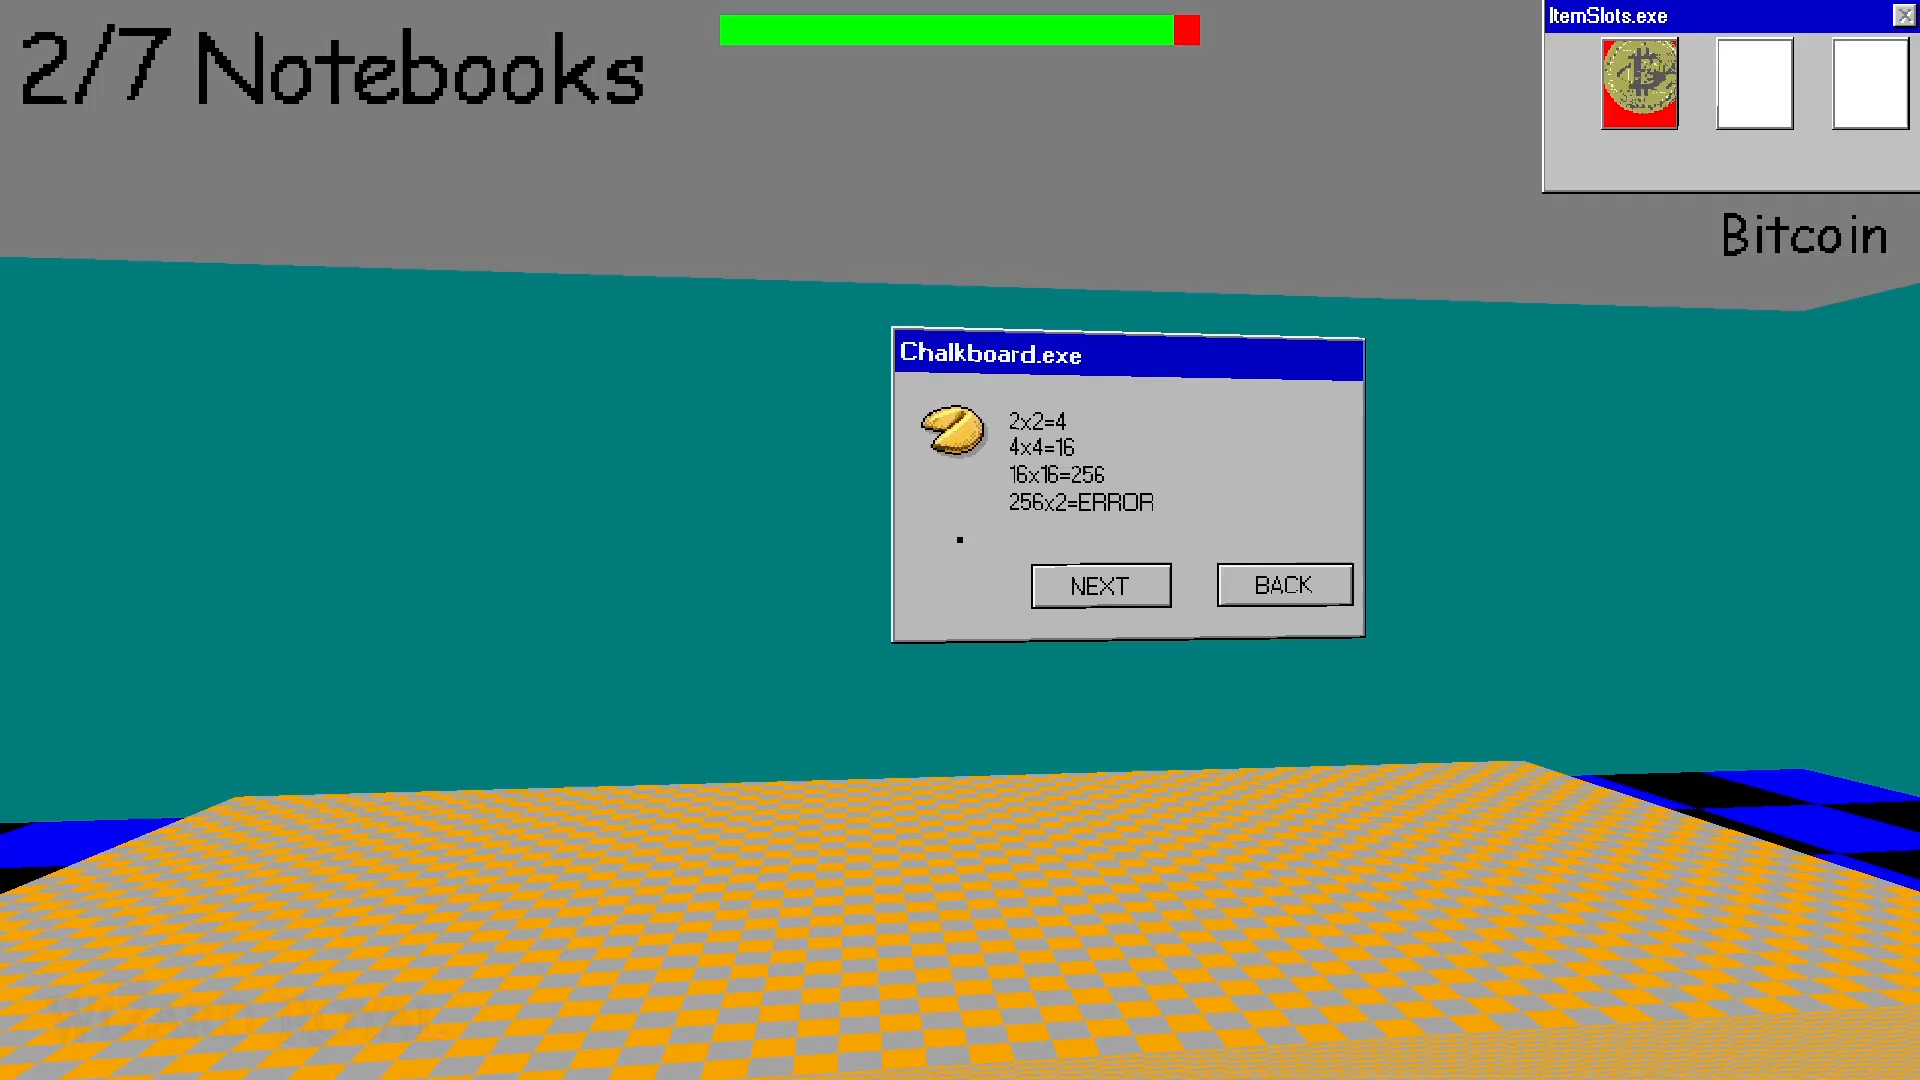 2/7 Notebooks
ItemSlots.exe
Bitcoin
Chalkboard.exe
2x2=4
4x4=16
16x16=256
256x2=ERROR
NEXT
BACK